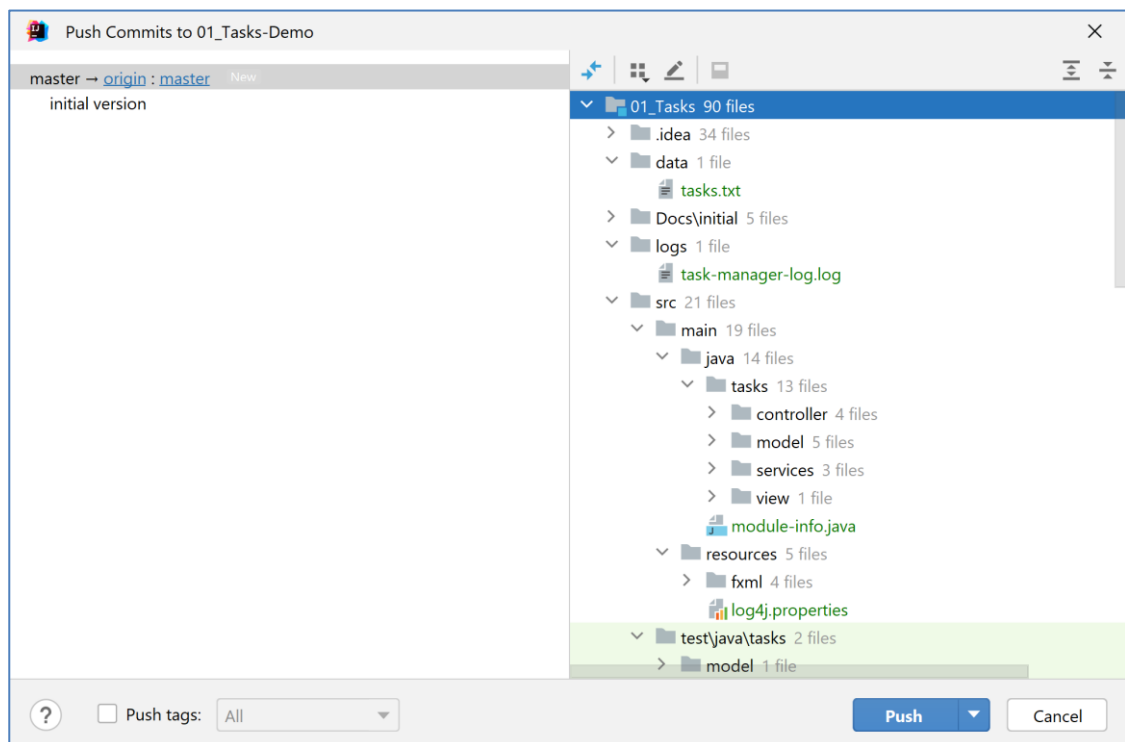 Push Commits to 01_Tasks-Demo
master → origin : master New
initial version
01_Tasks 90 files
.idea 34 files
data 1 file
tasks.txt
Docs\initial 5 files
logs 1 file
task-manager-log.log
src 21 files
main 19 files
java 14 files
tasks 13 files
controller 4 files
model 5 files
services 3 files
view 1 file
module-info.java
resources 5 files
fxml 4 files
log4j.properties
test\java\tasks 2 files
model 1 file
? Push tags: All Push Cancel